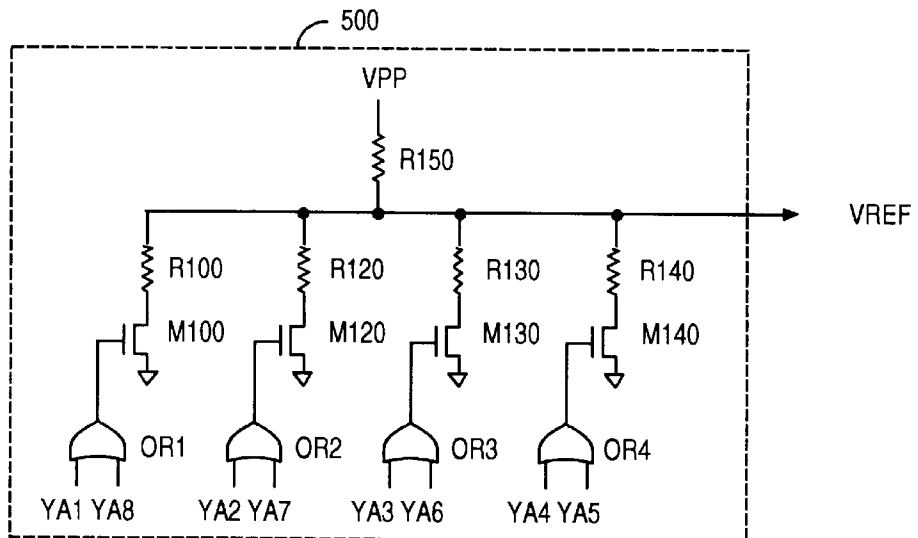 500
VPP
R150
VREF
R100 R120 R130 R140
M100 M120 M130 M140
OR1 OR2 OR3 OR4
YA1 YA8 YA2 YA7 YA3 YA6 YA4 YA5